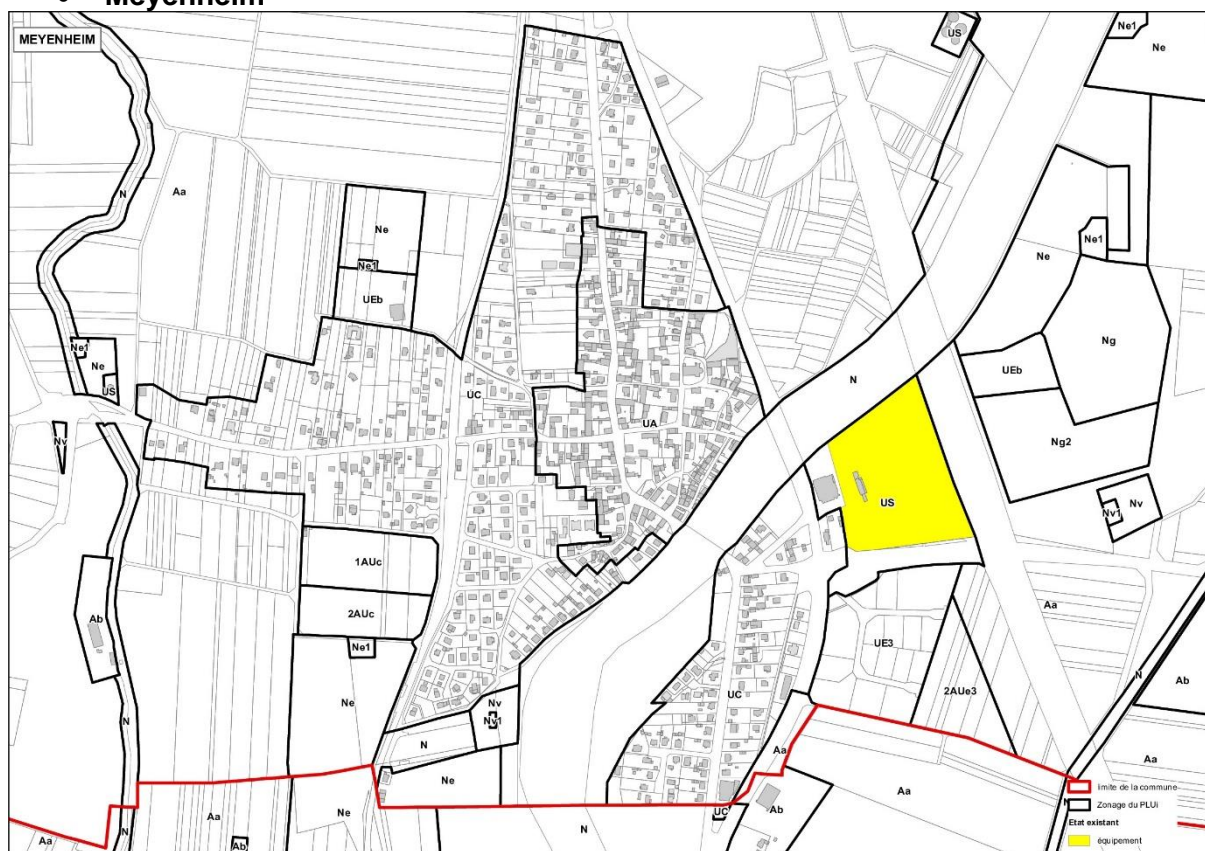 Meyenheim
MEYENHEIM
US
Ne1
Ne
N
Aa
Ne
Ne1
UEb
Ne1
Ne
US
Nv
UC
UA
N
Ne1
Ne
Ng
UEb
Ng2
Nv
Nv1
US
1AUc
2AUc
Ne1
Ab
N
Ne
Aa
UE3
2AUe3
N
Ab
UC
Nv
Nv1
N
Ne
Aa
Aa
Aa
Ne
N
UC
Ab
Aa
N
Aa
N
Ab
limite de la commune
Zonage du PLUi
Etat existant
équipement